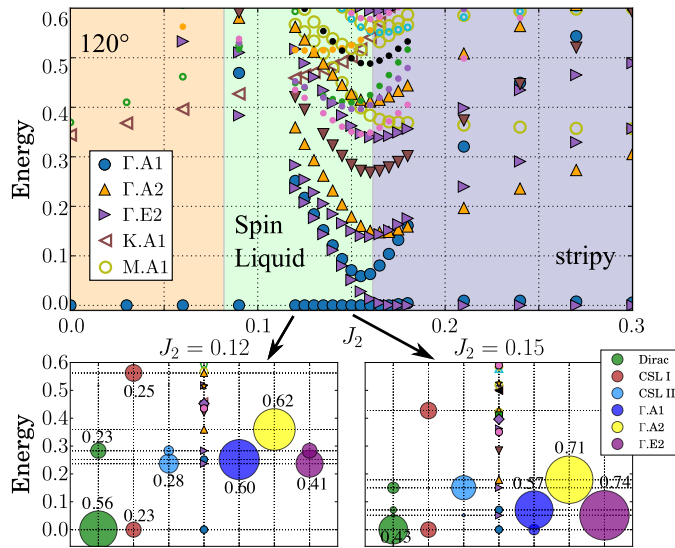 0.6
0.5
0.4
0.3
0.2
0.1
0.0
Energy
120°
Γ.A1
Γ.A2
Γ.E2
K.A1
M.A1
Spin
Liquid
stripy
0.0
0.1
0.2
0.3
J2
J2 = 0.12
J2 = 0.15
0.6
0.5
0.4
0.3
0.2
0.1
0.0
Energy
0.25
0.62
0.23
0.28
0.60
0.41
0.56
0.23
0.71
0.57
0.74
0.43
Dirac
CSL I
CSL II
Γ.A1
Γ.A2
Γ.E2